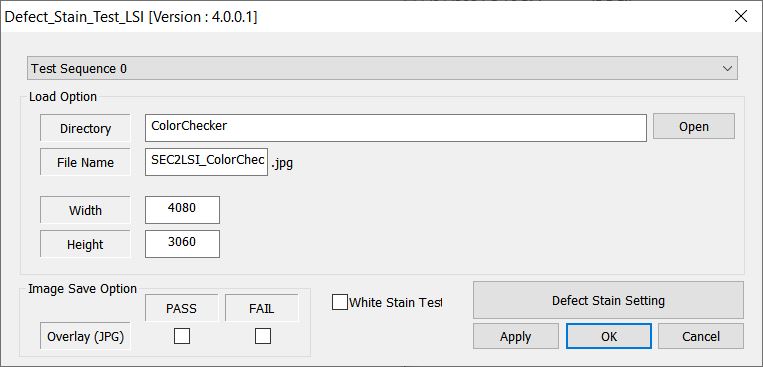 Defect_Stain_Test_LSI [Version : 4.0.0.1]
Test Sequence 0
Load Option
Directory ColorChecker Open
File Name SEC2LSI_ColorChec .jpg
Width 4080
Height 3060
Image Save Option
PASS FAIL
Overlay (JPG)
White Stain Test
Defect Stain Setting
Apply OK Cancel